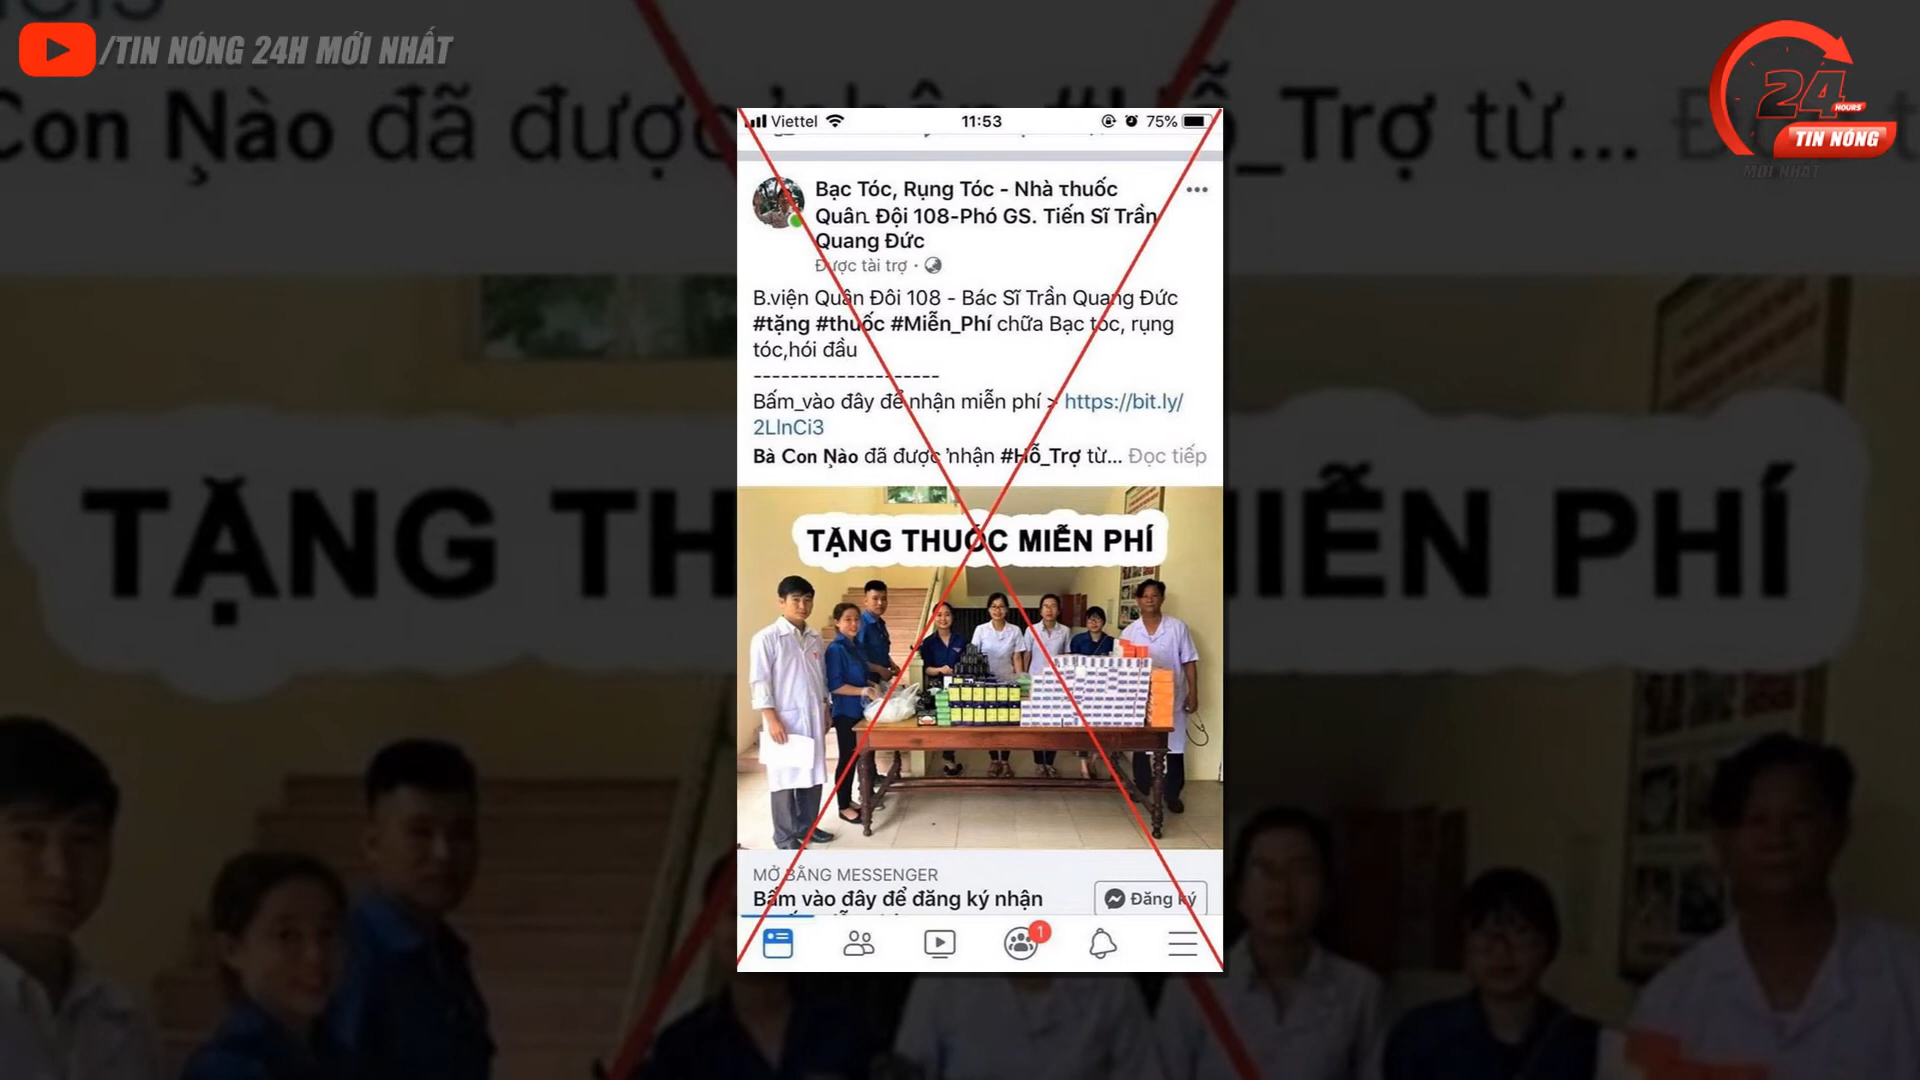 /TIN NÓNG 24H MỚI NHẤT
24
HOURS
TIN NÓNG
MỚI NHẤT
Con Ņào đã được
Hỗ_Trợ từ...
TẶNG TH
IỄN PHÍ
Viettel
11:53
75%
Bạc Tóc, Rụng Tóc - Nhà τhuốc
Quân Đội 108-Phó GS. Tiến Sĩ Trần
Quang Đức
Được tài trợ ·
B.viện Quân Đôi 108 - Bác Sĩ Trần Quang Đức
#tặng #thuốc #Miễn_Phí chữa Bạc tóc, rụng
tóc,hói đầu
--------------------
Bấm_vào đây để nhận miễn phí > https://bit.ly/
2LlnCi3
Bà Con Ņào đã được ’nhận #Hỗ_Trợ từ... Đọc tiếp
TẶNG THUỐC MIỄN PHÍ
MỞ BẰNG MESSENGER
Bấm vào đây để đăng ký nhận
Đăng ký
1